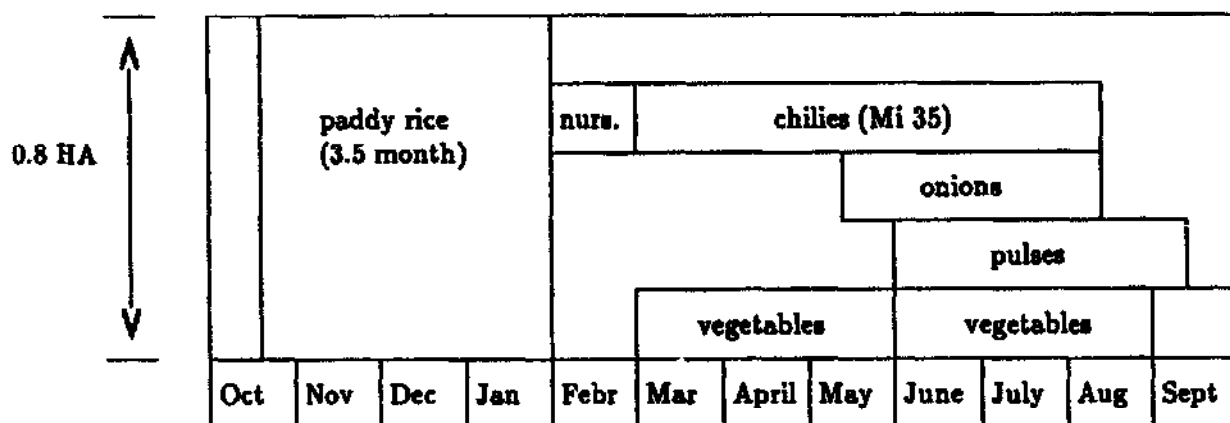 0.8 HA
paddy rice
(3.5 month)
nurs.
chilies (Mi 35)
onions
pulses
vegetables
vegetables
Oct Nov Dec Jan Febr Mar April May June July Aug Sept